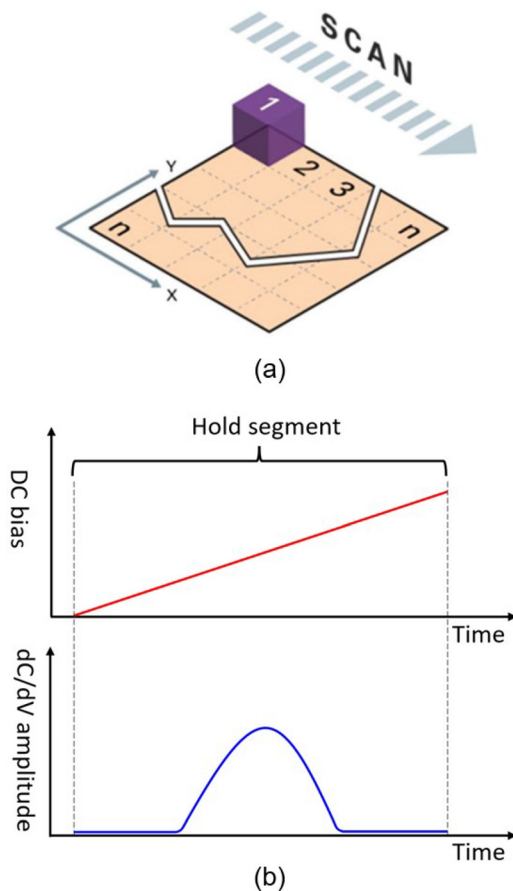 SCAN
1
2
3
Y
n
n
X
(a)
Hold segment
DC bias
Time
dC/dV amplitude
Time
(b)